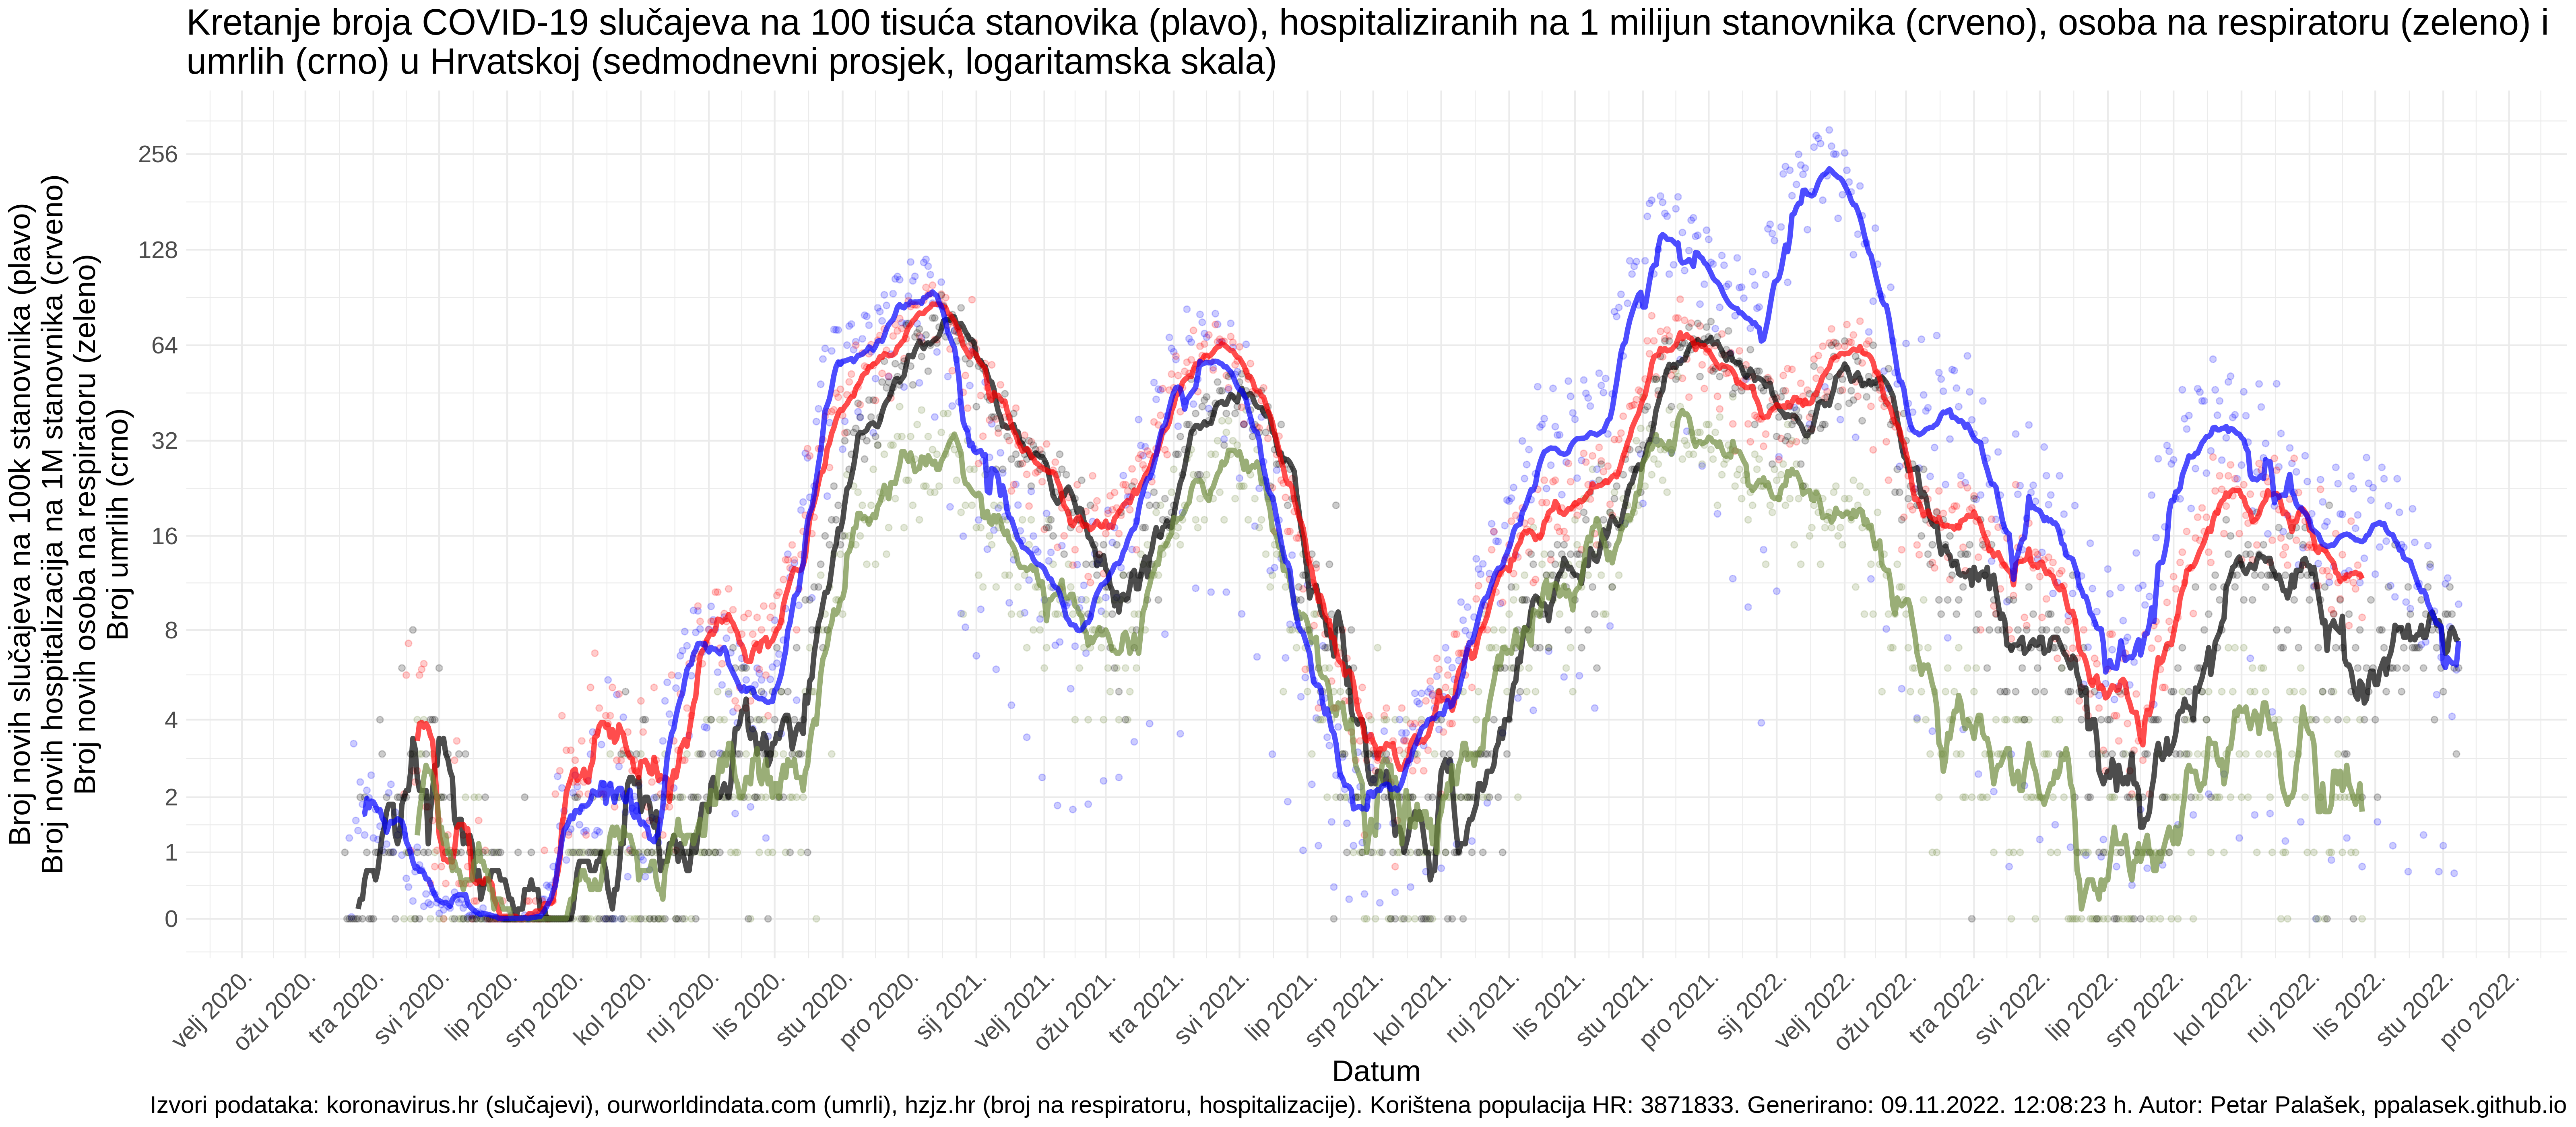 Kretanje broja COVID-19 slučajeva na 100 tisuća stanovika (plavo), hospitaliziranih na 1 milijun stanovnika (crveno), osoba na respiratoru (zeleno) i
umrlih (crno) u Hrvatskoj (sedmodnevni prosjek, logaritamska skala)
Broj novih slučajeva na 100k stanovnika (plavo)
Broj novih hospitalizacija na 1M stanovnika (crveno)
Broj novih osoba na respiratoru (zeleno)
Broj umrlih (crno)
256
128
64
32
16
8
4
2
1
0
velj 2020.
ožu 2020.
tra 2020.
svi 2020.
lip 2020.
srp 2020.
kol 2020.
ruj 2020.
lis 2020.
stu 2020.
pro 2020.
sij 2021.
velj 2021.
ožu 2021.
tra 2021.
svi 2021.
lip 2021.
srp 2021.
kol 2021.
ruj 2021.
lis 2021.
stu 2021.
pro 2021.
sij 2022.
velj 2022.
ožu 2022.
tra 2022.
svi 2022.
lip 2022.
srp 2022.
kol 2022.
ruj 2022.
lis 2022.
stu 2022.
pro 2022.
Datum
Izvori podataka: koronavirus.hr (slučajevi), ourworldindata.com (umrli), hzjz.hr (broj na respiratoru, hospitalizacije). Korištena populacija HR: 3871833. Generirano: 09.11.2022. 12:08:23 h. Autor: Petar Palašek, ppalasek.github.io